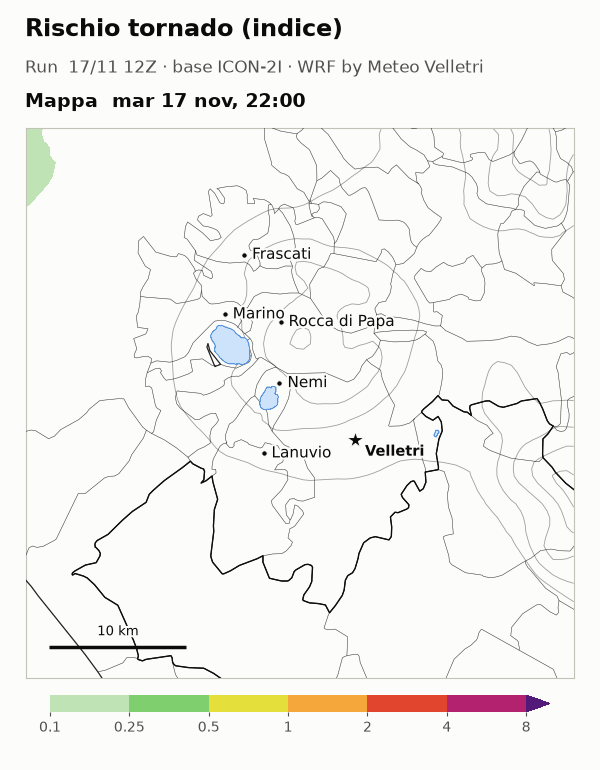 Rischio tornado (indice)
Run  17/11 12Z · base ICON-2I · WRF by Meteo Velletri
Mappa  mar 17 nov, 22:00
Frascati
Marino
Rocca di Papa
Nemi
Velletri
Lanuvio
10 km
0.1 0.25 0.5 1 2 4 8